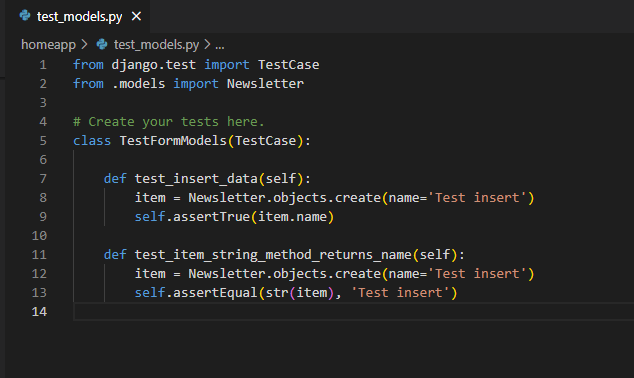 test_models.py ×
homeapp > test_models.py > ...
1 from django.test import TestCase
2 from .models import Newsletter
3
4 # Create your tests here.
5 class TestFormModels(TestCase):
6
7     def test_insert_data(self):
8         item = Newsletter.objects.create(name='Test insert')
9         self.assertTrue(item.name)
10
11     def test_item_string_method_returns_name(self):
12         item = Newsletter.objects.create(name='Test insert')
13         self.assertEqual(str(item), 'Test insert')
14